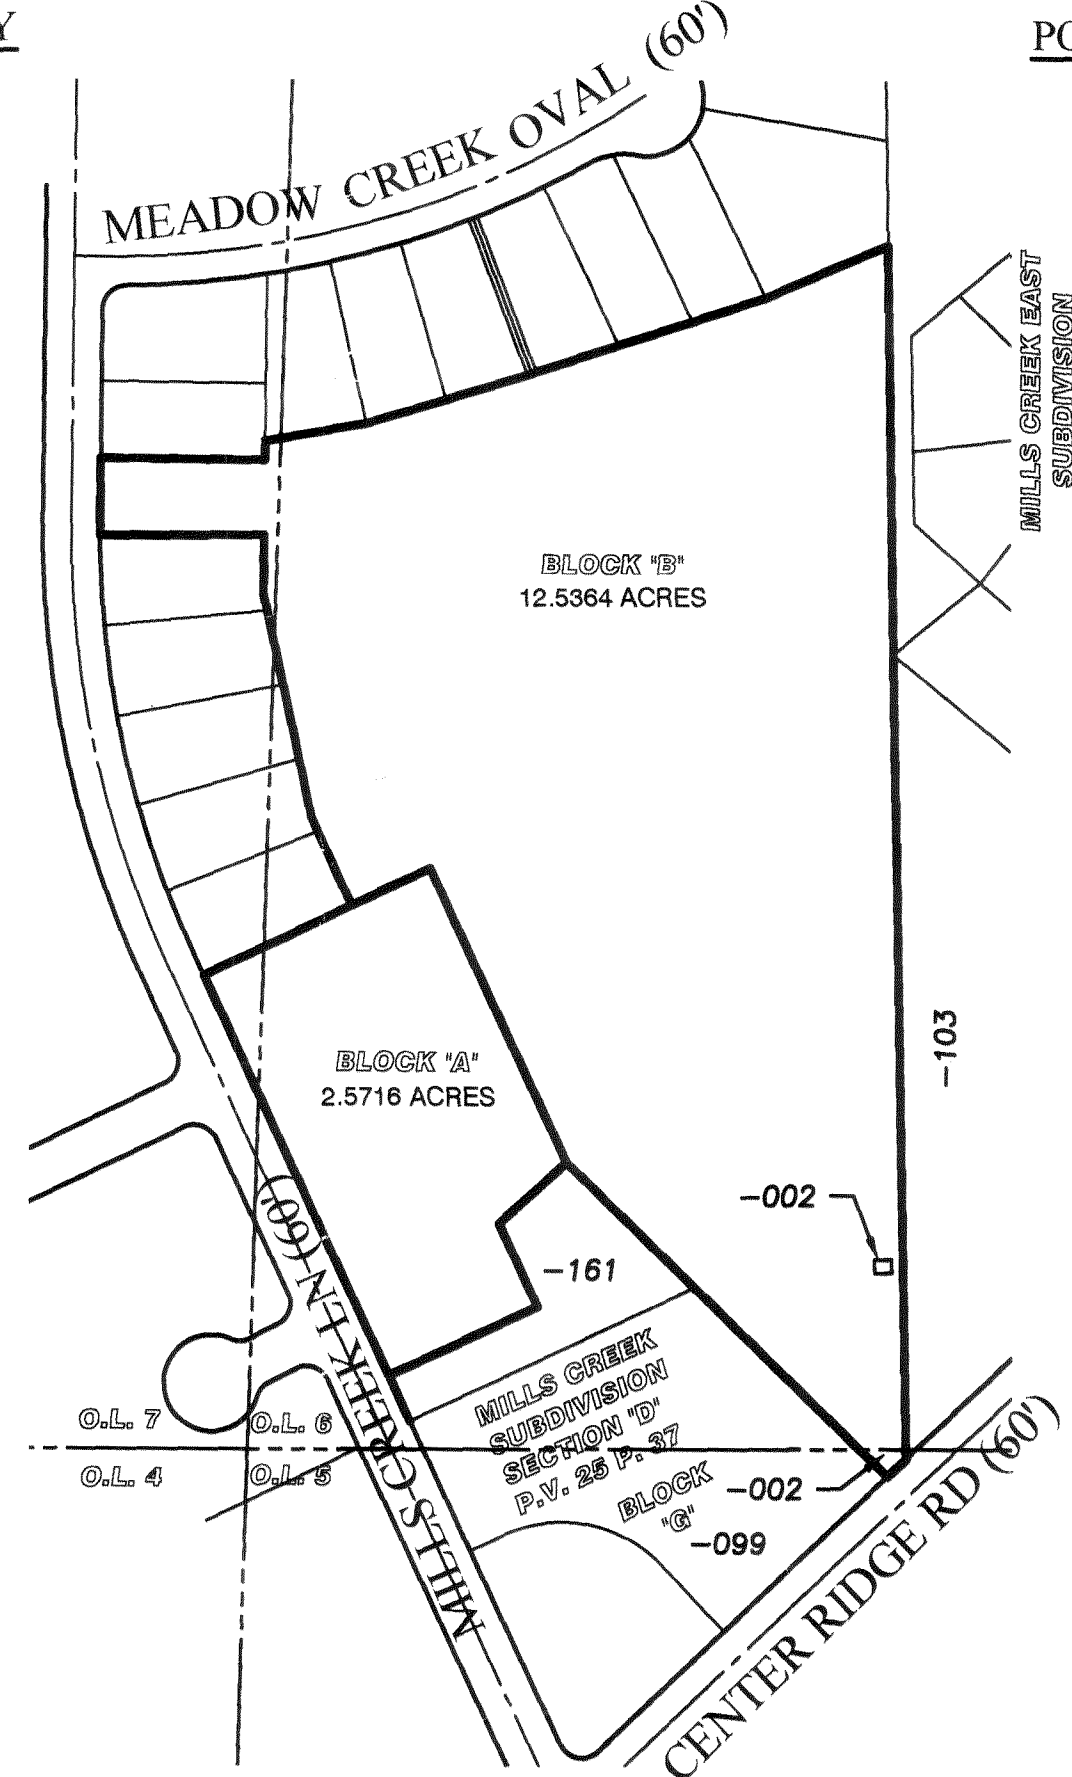 Y
PO
MEADOW CREEK OVAL (60')
MILLS CREEK EAST
SUBDIVISION
BLOCK "B"
12.5364 ACRES
-103
BLOCK "A"
2.5716 ACRES
-002
-161
MILLS CREEK LN (60')
MILLS CREEK
SUBDIVISION
SECTION "D"
P.V. 25 P. 37
O.L. 7
O.L. 6
O.L. 4
O.L. 5
BLOCK
"G"
-002
-099
CENTER RIDGE RD (60')